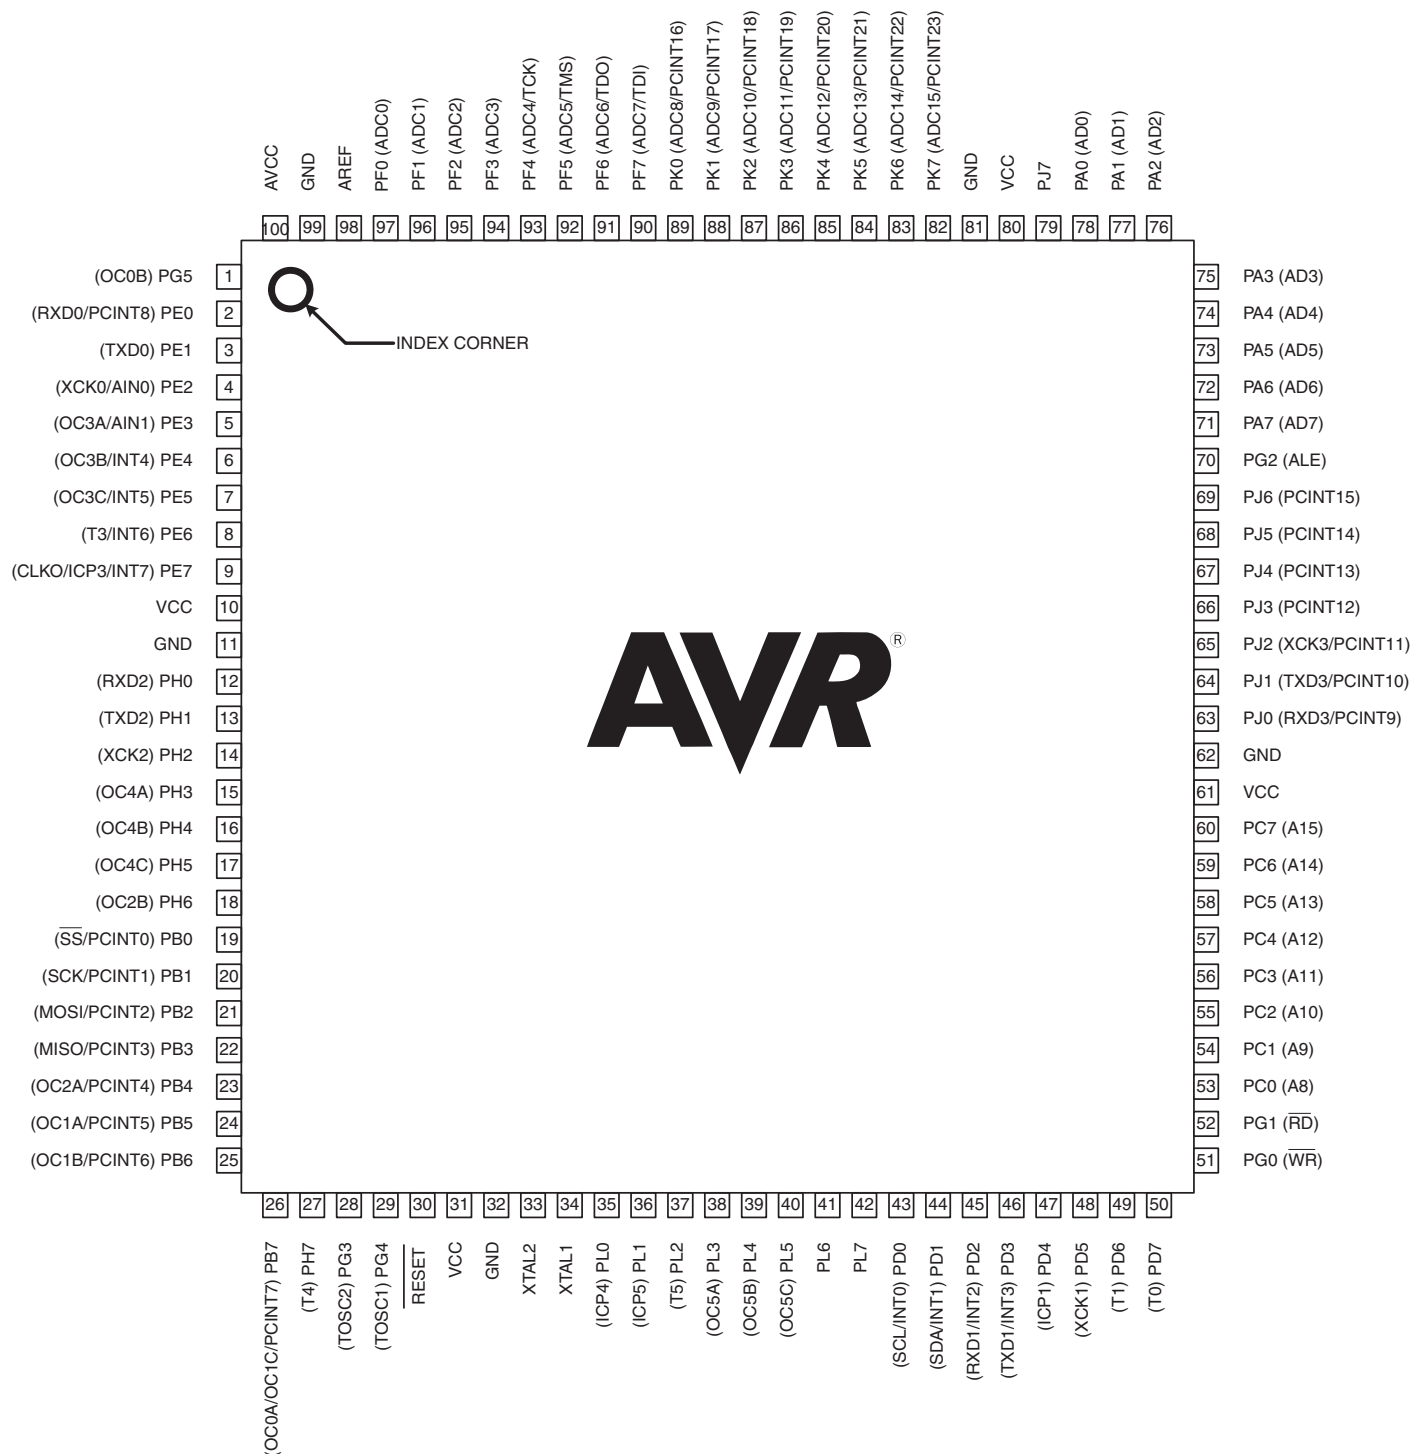 AVCC
GND
AREF
PF0 (ADC0)
PF1 (ADC1)
PF2 (ADC2)
PF3 (ADC3)
PF4 (ADC4/TCK)
PF5 (ADC5/TMS)
PF6 (ADC6/TDO)
PF7 (ADC7/TDI)
PK0 (ADC8/PCINT16)
PK1 (ADC9/PCINT17)
PK2 (ADC10/PCINT18)
PK3 (ADC11/PCINT19)
PK4 (ADC12/PCINT20)
PK5 (ADC13/PCINT21)
PK6 (ADC14/PCINT22)
PK7 (ADC15/PCINT23)
GND
VCC
PJ7
PA0 (AD0)
PA1 (AD1)
PA2 (AD2)
100 99 98 97 96 95 94 93 92 91 90 89 88 87 86 85 84 83 82 81 80 79 78 77 76
(OC0B) PG5 1
(RXD0/PCINT8) PE0 2
(TXD0) PE1 3
(XCK0/AIN0) PE2 4
(OC3A/AIN1) PE3 5
(OC3B/INT4) PE4 6
(OC3C/INT5) PE5 7
(T3/INT6) PE6 8
(CLKO/ICP3/INT7) PE7 9
VCC 10
GND 11
(RXD2) PH0 12
(TXD2) PH1 13
(XCK2) PH2 14
(OC4A) PH3 15
(OC4B) PH4 16
(OC4C) PH5 17
(OC2B) PH6 18
(SS/PCINT0) PB0 19
(SCK/PCINT1) PB1 20
(MOSI/PCINT2) PB2 21
(MISO/PCINT3) PB3 22
(OC2A/PCINT4) PB4 23
(OC1A/PCINT5) PB5 24
(OC1B/PCINT6) PB6 25
INDEX CORNER
AVR®
75 PA3 (AD3)
74 PA4 (AD4)
73 PA5 (AD5)
72 PA6 (AD6)
71 PA7 (AD7)
70 PG2 (ALE)
69 PJ6 (PCINT15)
68 PJ5 (PCINT14)
67 PJ4 (PCINT13)
66 PJ3 (PCINT12)
65 PJ2 (XCK3/PCINT11)
64 PJ1 (TXD3/PCINT10)
63 PJ0 (RXD3/PCINT9)
62 GND
61 VCC
60 PC7 (A15)
59 PC6 (A14)
58 PC5 (A13)
57 PC4 (A12)
56 PC3 (A11)
55 PC2 (A10)
54 PC1 (A9)
53 PC0 (A8)
52 PG1 (RD)
51 PG0 (WR)
26 27 28 29 30 31 32 33 34 35 36 37 38 39 40 41 42 43 44 45 46 47 48 49 50
(OC0A/OC1C/PCINT7) PB7
(T4) PH7
(TOSC2) PG3
(TOSC1) PG4
RESET
VCC
GND
XTAL2
XTAL1
(ICP4) PL0
(ICP5) PL1
(T5) PL2
(OC5A) PL3
(OC5B) PL4
(OC5C) PL5
PL6
PL7
(SCL/INT0) PD0
(SDA/INT1) PD1
(RXD1/INT2) PD2
(TXD1/INT3) PD3
(ICP1) PD4
(XCK1) PD5
(T1) PD6
(T0) PD7